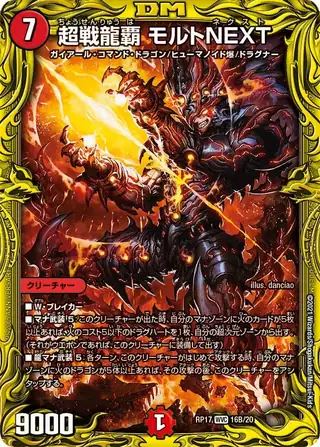 DM
7
ちょうせんりゅうは ネクスト
超戦龍覇 モルトNEXT
ガイアール・コマンド・ドラゴン/ヒューマノイド爆/ドラグナー
illus. danciao
クリーチャー
■W・ブレイカー
■マナ武装 5:このクリーチャーが出た時、自分のマナゾーンに火のカードが5枚
以上あれば、火のコスト5以下のドラグハートを1枚、自分の超次元ゾーンから出す。
(それがウエポンであれば、このクリーチャーに装備して出す)
■龍マナ武装 5:各ターン、このクリーチャーがはじめて攻撃する時、自分のマナ
ゾーンに火のドラゴンが5体以上あれば、その攻撃の後、このクリーチャーをアン
タップする。
9000
1
RP17 WVC 16B/20
©2021 Wizards/Shogakukan/Mitsui-Kids